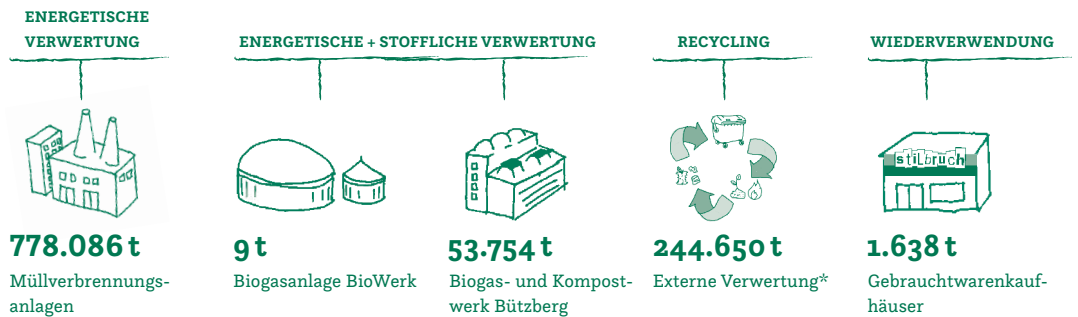 ENERGETISCHE
VERWERTUNG
ENERGETISCHE + STOFFLICHE VERWERTUNG
RECYCLING
WIEDERVERWENDUNG
stilbruch
778.086 t
Müllverbrennungs-
anlagen
9 t
Biogasanlage BioWerk
53.754 t
Biogas- und Kompost-
werk Bützberg
244.650 t
Externe Verwertung*
1.638 t
Gebrauchtwarenkauf-
häuser